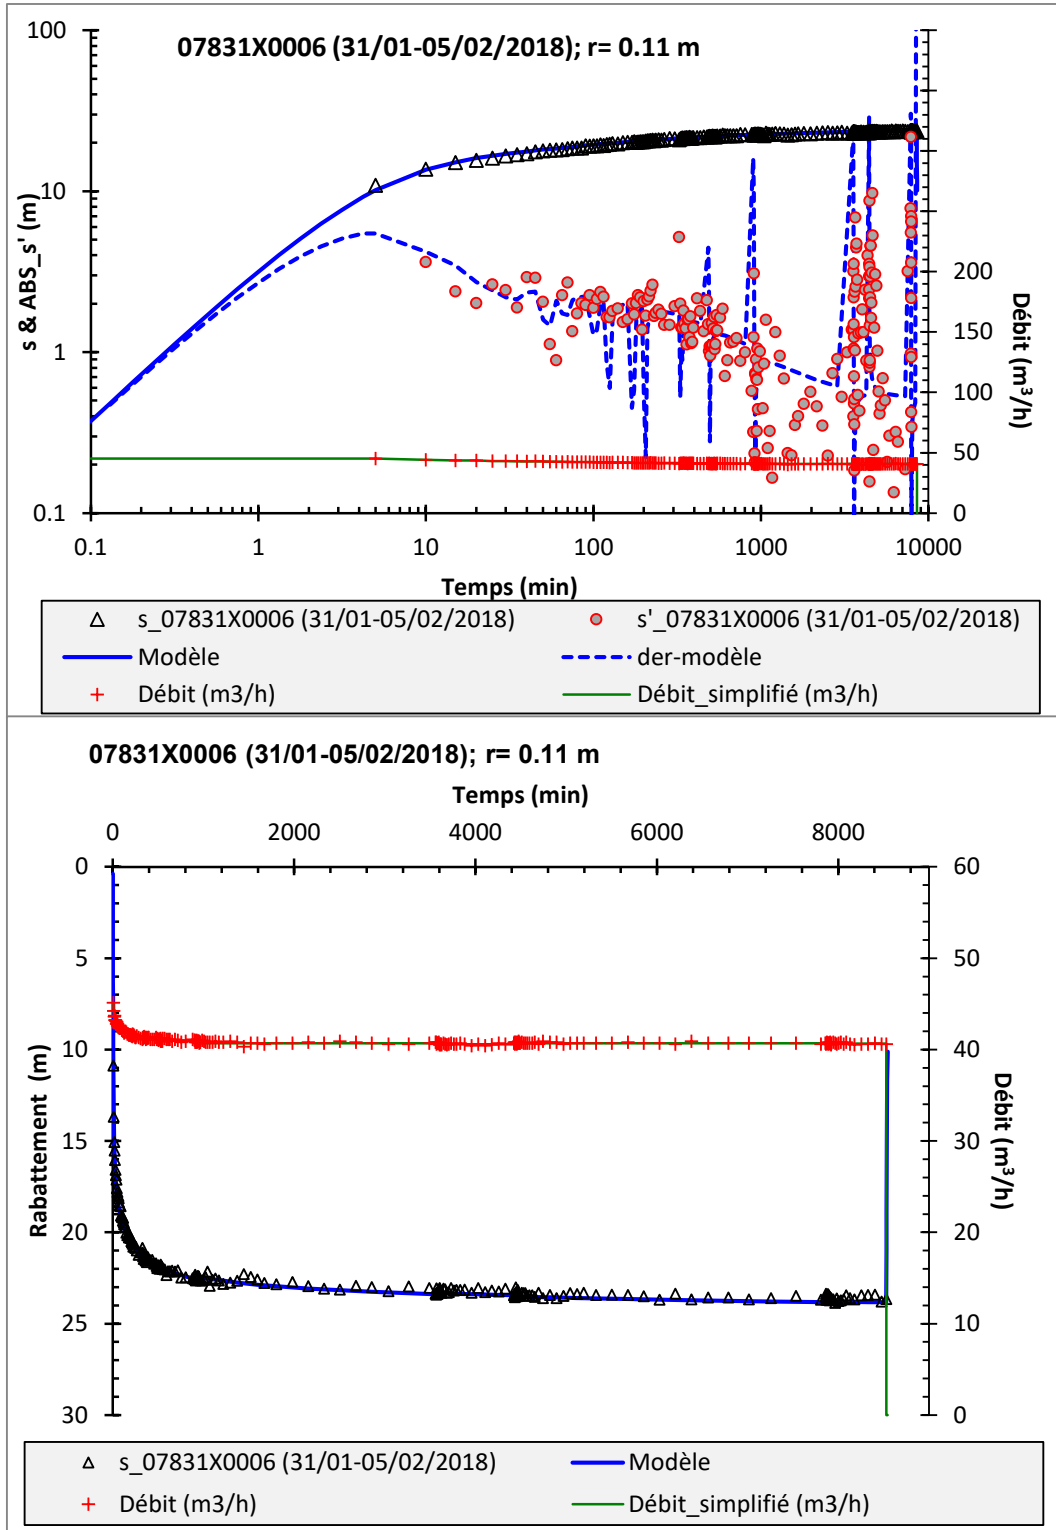 07831X0006 (31/01-05/02/2018); r= 0.11 m
100
10
1
0.1
s & ABS_s' (m)
200
150
100
50
0
Débit (m³/h)
0.1 1 10 100 1000 10000
Temps (min)
s_07831X0006 (31/01-05/02/2018) s'_07831X0006 (31/01-05/02/2018)
Modèle der-modèle
Débit (m3/h) Débit_simplifié (m3/h)
07831X0006 (31/01-05/02/2018); r= 0.11 m
Temps (min)
0 2000 4000 6000 8000
0
5
10
15
20
25
30
Rabattement (m)
60
50
40
30
20
10
0
Débit (m³/h)
s_07831X0006 (31/01-05/02/2018) Modèle
Débit (m3/h) Débit_simplifié (m3/h)